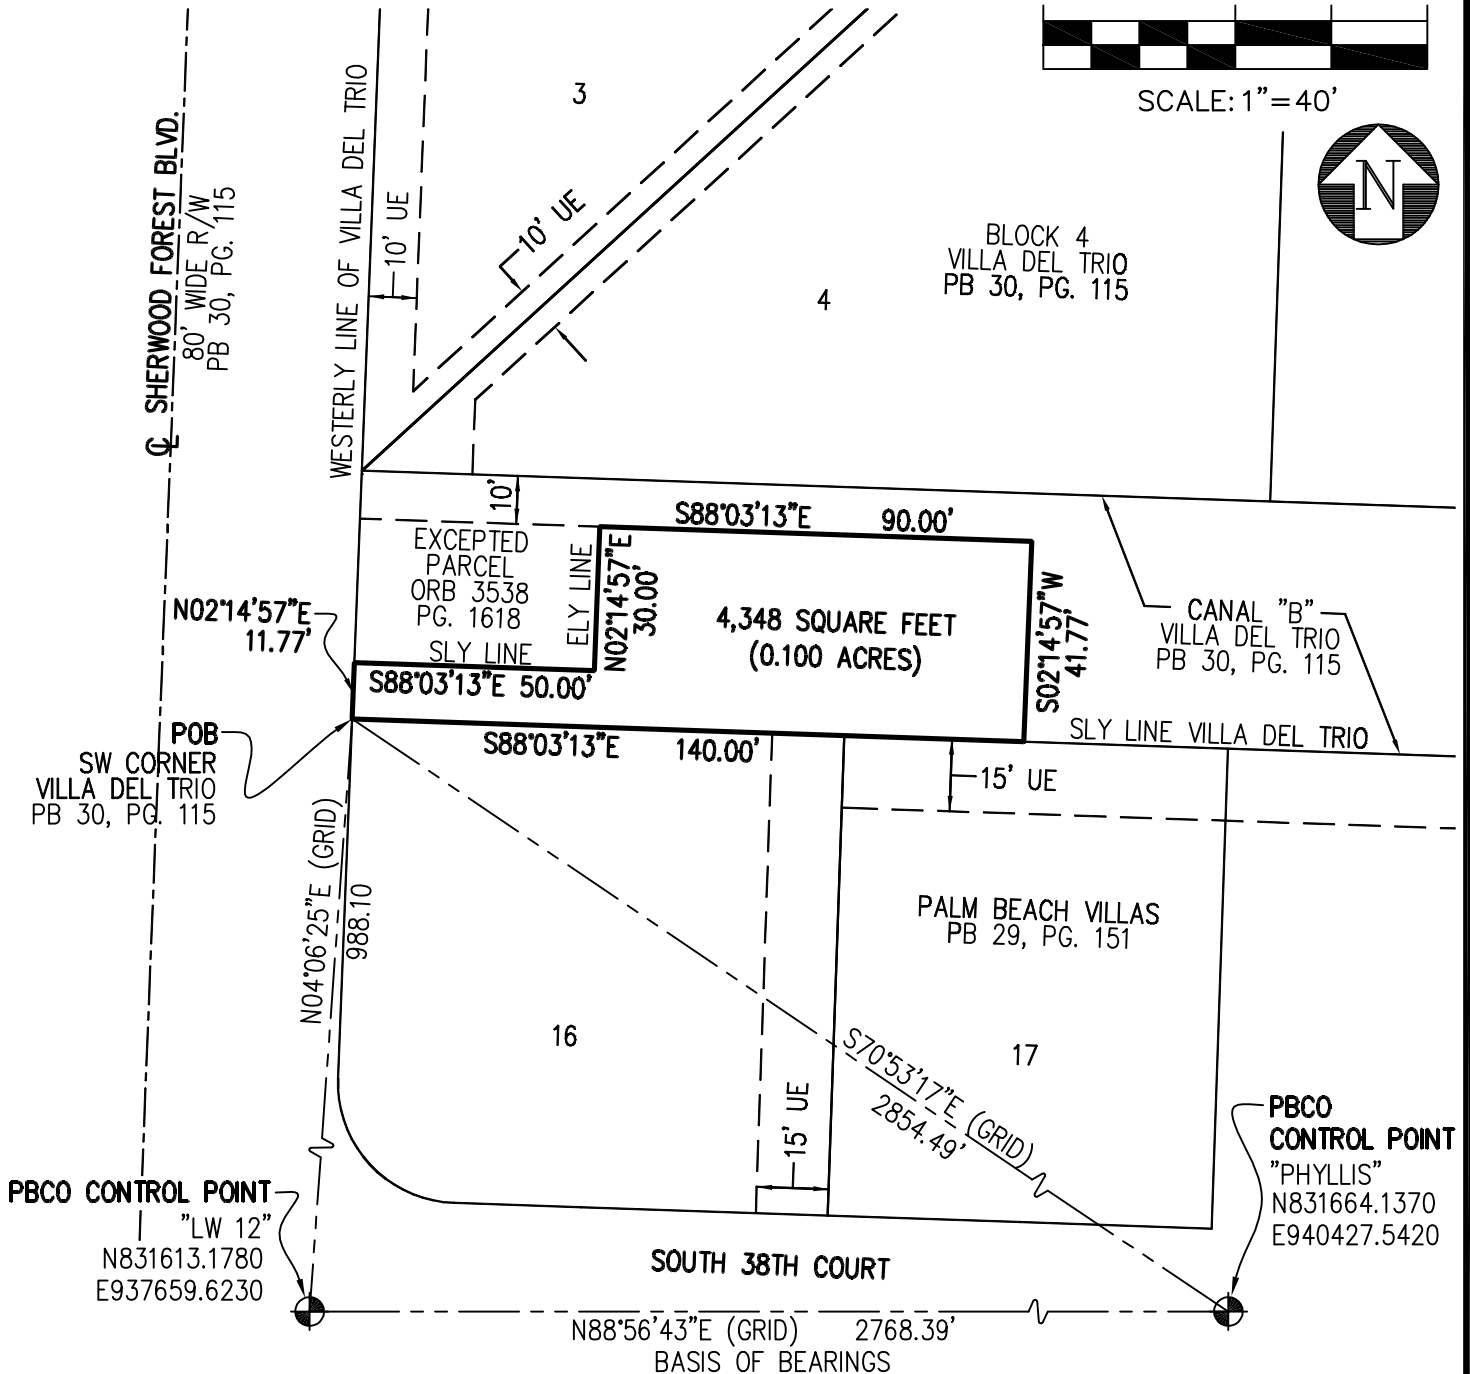 SCALE: 1"=40'
N
3
WESTERLY LINE OF VILLA DEL TRIO
℄ SHERWOOD FOREST BLVD.
80' WIDE R/W
PB 30, PG. 115
10' UE
10' UE
BLOCK 4
VILLA DEL TRIO
PB 30, PG. 115
4
10'
S88°03'13"E 90.00'
EXCEPTED
PARCEL
ORB 3538
PG. 1618
ELY LINE
N02°14'57"E
30.00'
SLY LINE
N02°14'57"E
11.77'
4,348 SQUARE FEET
(0.100 ACRES)
S02°14'57"W
41.77'
CANAL "B"
VILLA DEL TRIO
PB 30, PG. 115
S88°03'13"E 50.00'
POB
SW CORNER
VILLA DEL TRIO
PB 30, PG. 115
S88°03'13"E 140.00'
SLY LINE VILLA DEL TRIO
15' UE
N04°06'25"E (GRID)
988.10
PALM BEACH VILLAS
PB 29, PG. 151
16
17
S70°53'17"E (GRID)
2854.49'
15' UE
PBCO
CONTROL POINT
"PHYLLIS"
N831664.1370
E940427.5420
PBCO CONTROL POINT
"LW 12"
N831613.1780
E937659.6230
SOUTH 38TH COURT
N88°56'43"E (GRID) 2768.39'
BASIS OF BEARINGS